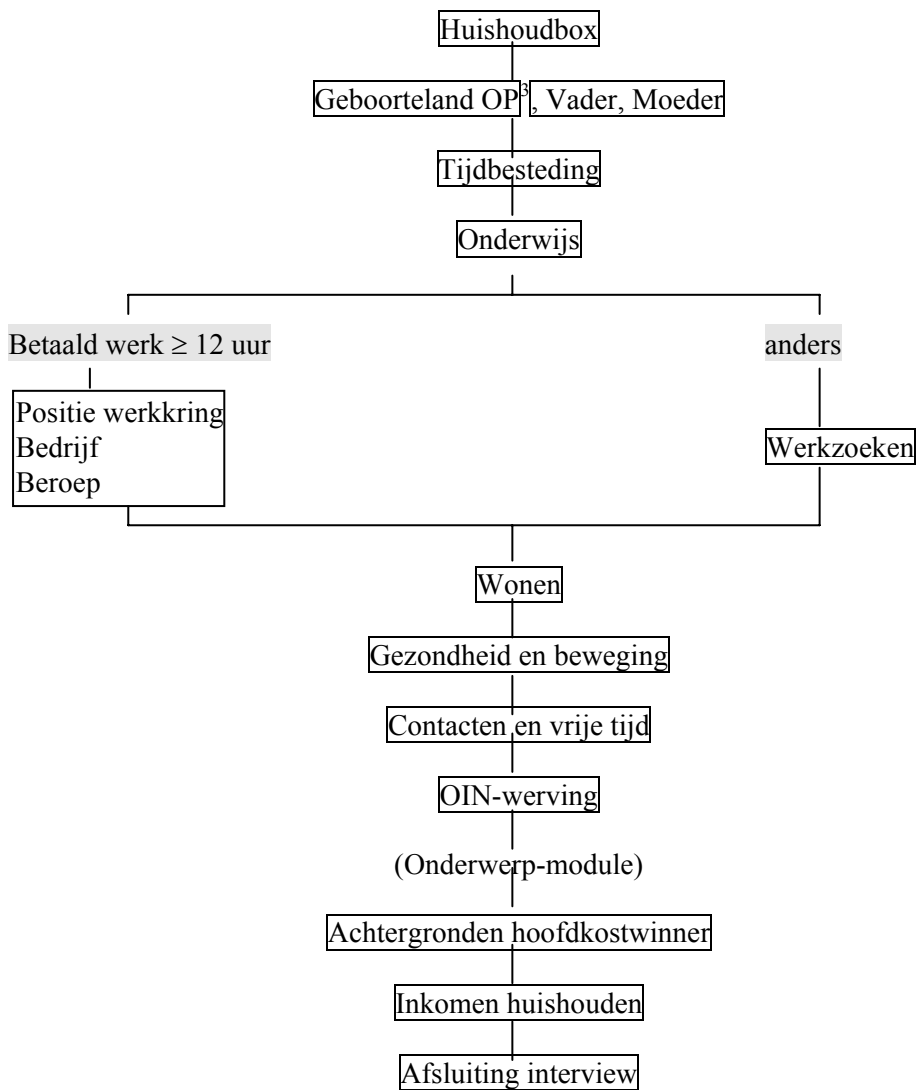 Huishoudbox
Geboorteland OP³, Vader, Moeder
Tijdbesteding
Onderwijs
Betaald werk ≥ 12 uur
anders
Positie werkkring
Bedrijf
Beroep
Werkzoeken
Wonen
Gezondheid en beweging
Contacten en vrije tijd
OIN-werving
(Onderwerp-module)
Achtergronden hoofdkostwinner
Inkomen huishouden
Afsluiting interview